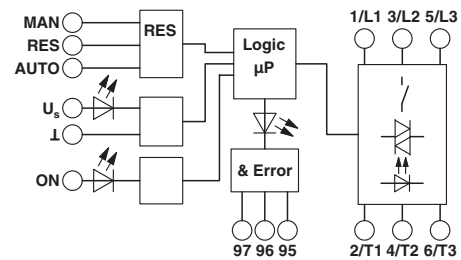 MAN
RES
AUTO
RES
Us
⊥
ON
Logic
µP
& Error
97 96 95
1/L1 3/L2 5/L3
2/T1 4/T2 6/T3